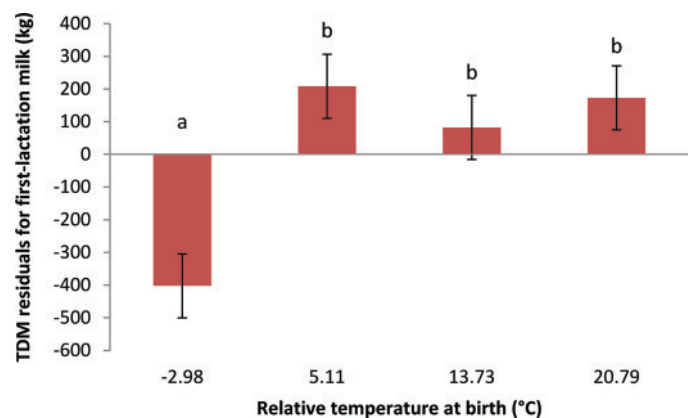 TDM residuals for first-lactation milk (kg)
400
300
200
100
0
-100
-200
-300
-400
-500
-600
a
b
b
b
-2.98
5.11
13.73
20.79
Relative temperature at birth (°C)